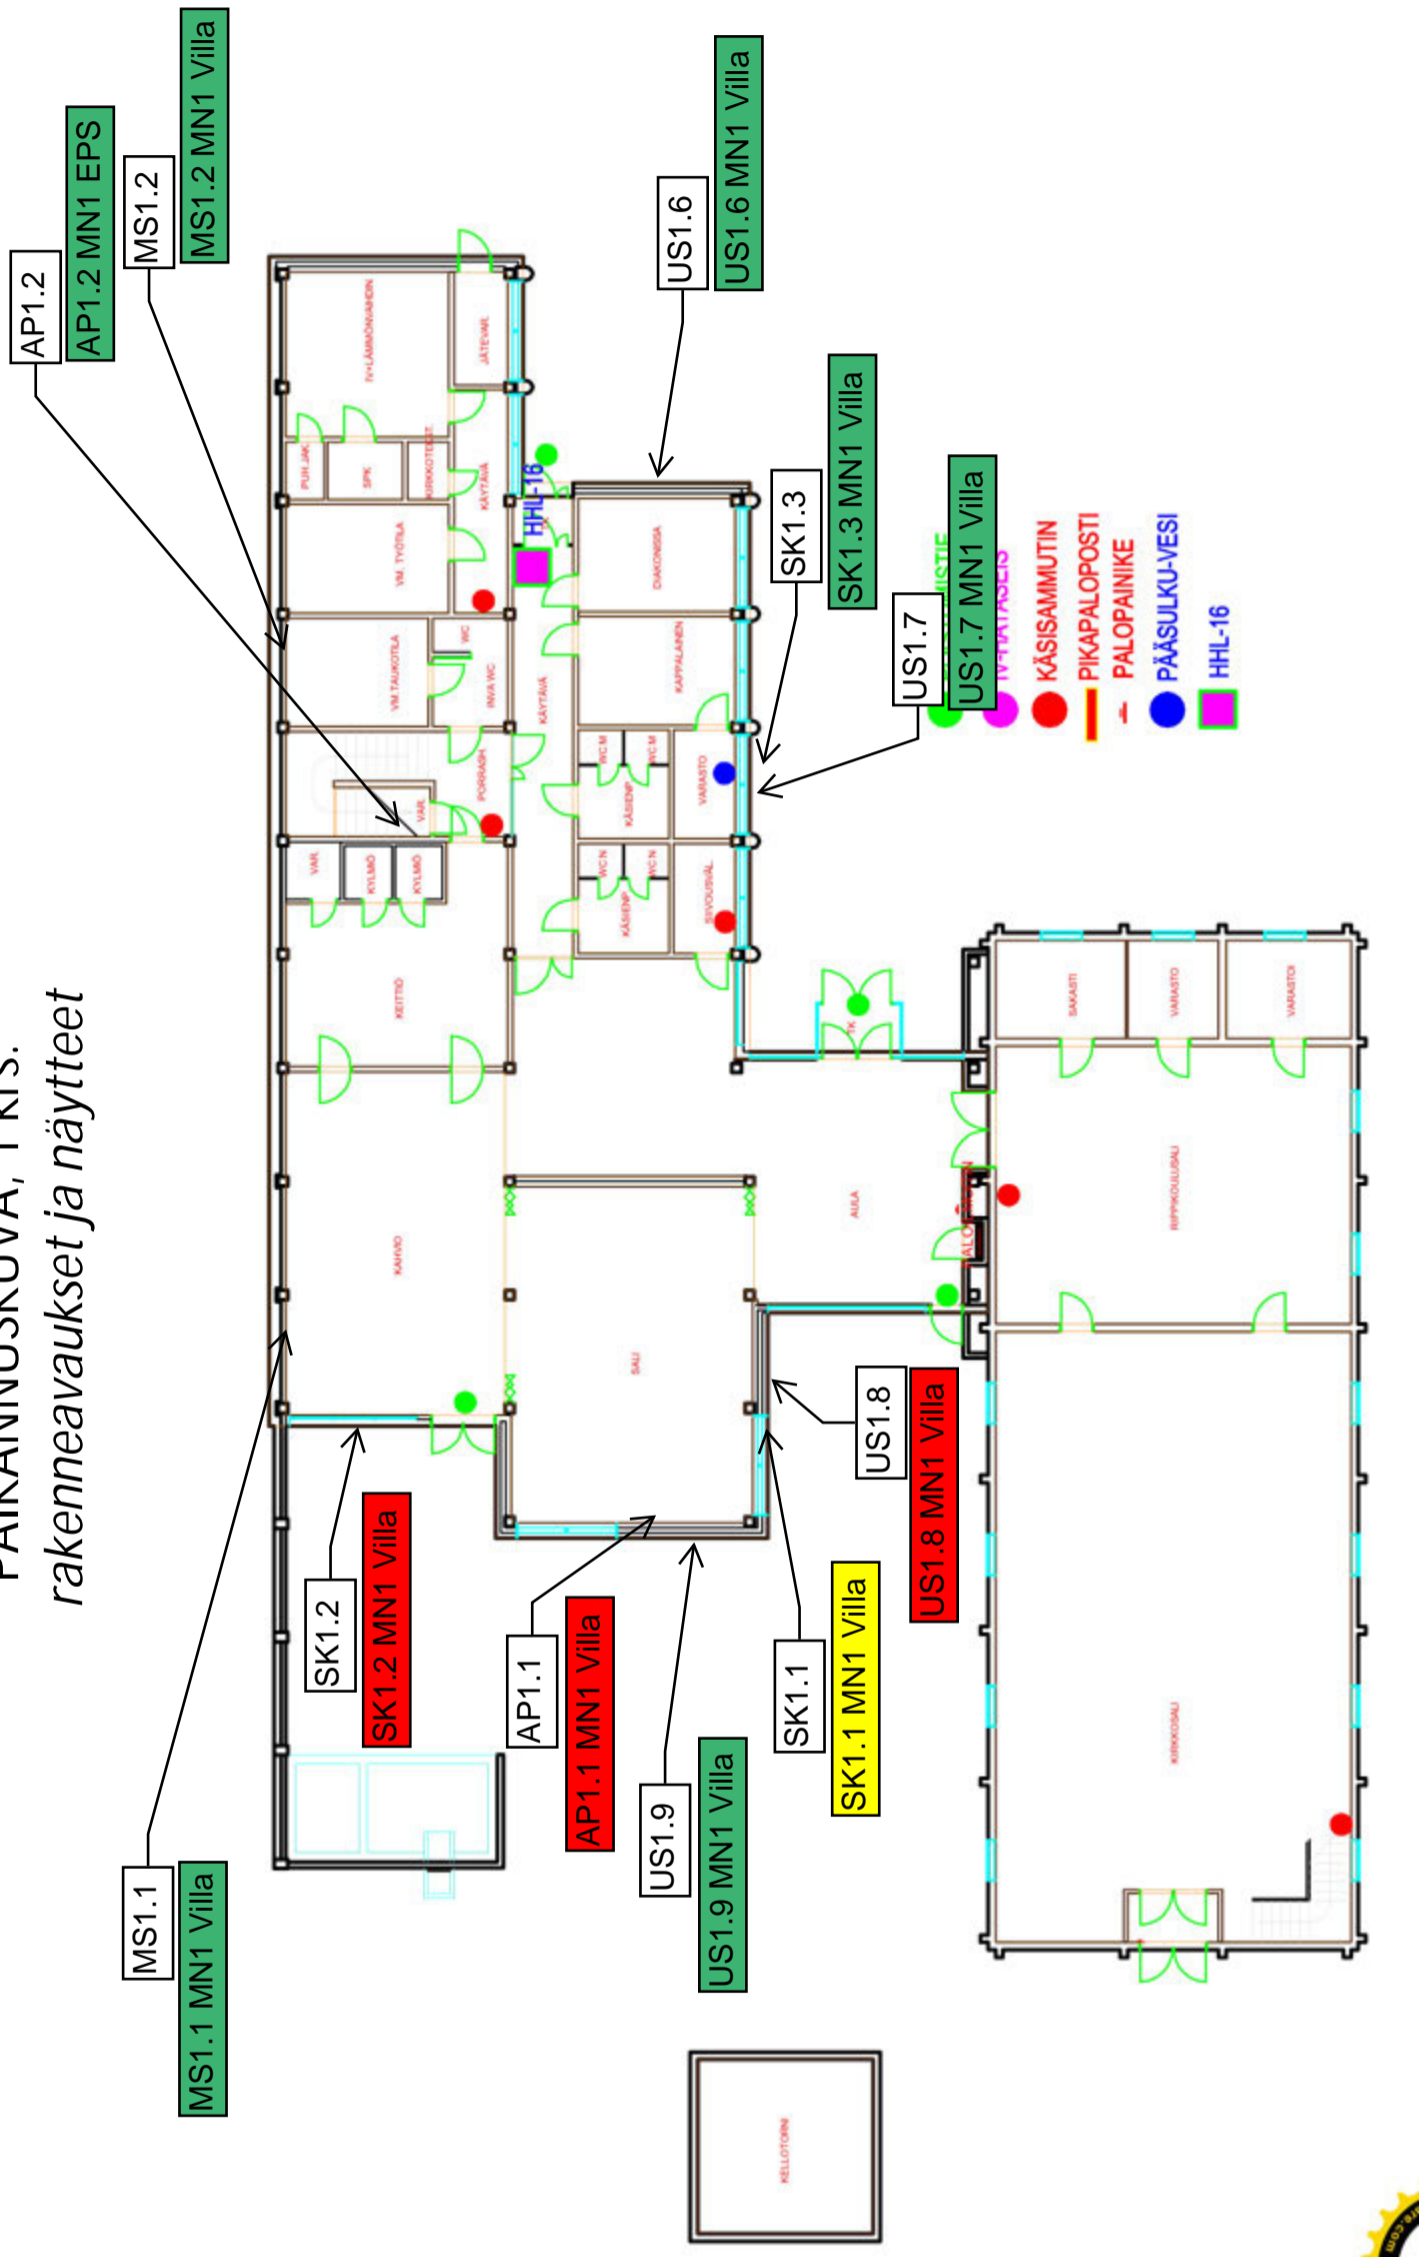 PAIKANNUSKUVA, 1 krs.
rakenneavaukset ja näytteet
AP1.2
AP1.2 MN1 EPS
MS1.2
MS1.2 MN1 Villa
US1.6
US1.6 MN1 Villa
SK1.3
SK1.3 MN1 Villa
US1.7
US1.7 MN1 Villa
MS1.1
MS1.1 MN1 Villa
SK1.2
SK1.2 MN1 Villa
AP1.1
AP1.1 MN1 Villa
US1.9
US1.9 MN1 Villa
SK1.1
SK1.1 MN1 Villa
US1.8
US1.8 MN1 Villa
IV-HÄTÄSEIS
KÄSISAMMUTIN
PIKAPALOPOSTI
PALOPAINIKE
PÄÄSULKU-VESI
HHL-16
HHL-16
IV+LÄMMÖNVAIHDIN
JÄTEVAR.
PUH.JAK.
SPK
KIRKKOTEKST.
KÄYTÄVÄ
VM. TYÖTILA
VM.TAUKOTILA
WC
INVA WC
KÄYTÄVÄ
PORRASH.
VAR.
VAR.
KYLMIÖ
KYLMIÖ
KEITTIÖ
KAHVIO
DIAKONISSA
KAPPALAINEN
WC M
WC M
KÄSIENP.
VARASTO
WC N
WC N
KÄSIENP.
SIIVOUSVÄL.
TK
AULA
SALI
SAKASTI
VARASTO
VARASTOI
RIPPIKOULUSALI
KIRKKOSALI
KELLOTORNI